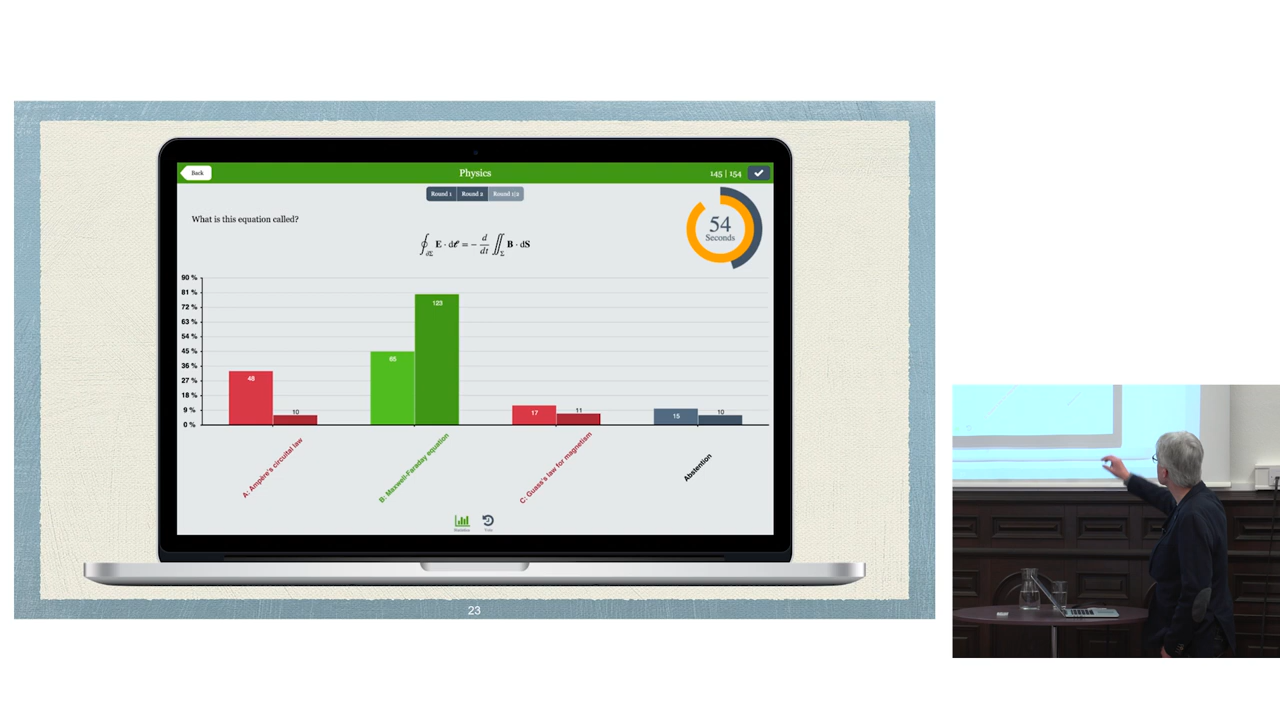 Back
Physics
145 | 154
Round 1
Round 2
Round 1/2
What is this equation called?
∮∂Σ E · dℓ = − d/dt ∬Σ B · dS
54
Seconds
90 %
81 %
72 %
63 %
54 %
45 %
36 %
27 %
18 %
9 %
0 %
48
10
65
123
17
11
15
10
A: Ampère's circuital law
B: Maxwell-Faraday equation
C: Guass's law for magnetism
Abstention
23